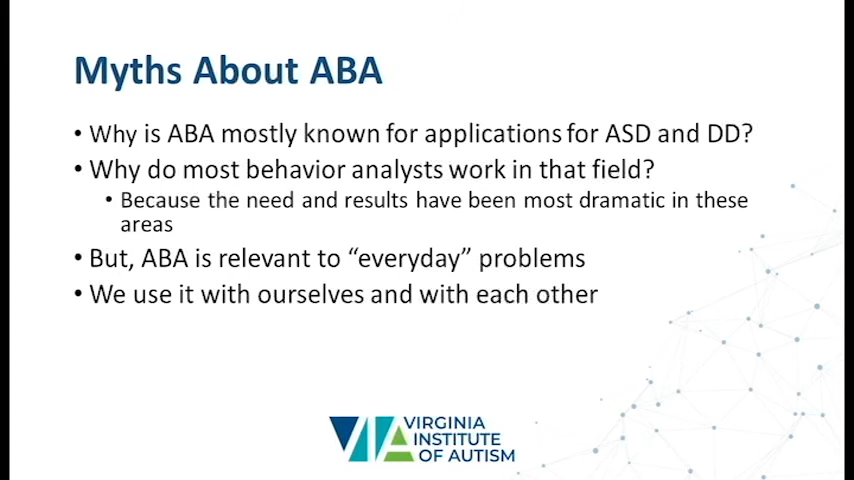 Myths About ABA
• Why is ABA mostly known for applications for ASD and DD?
• Why do most behavior analysts work in that field?
• Because the need and results have been most dramatic in these
areas
• But, ABA is relevant to “everyday” problems
• We use it with ourselves and with each other
VIA VIRGINIA
INSTITUTE
OF AUTISM